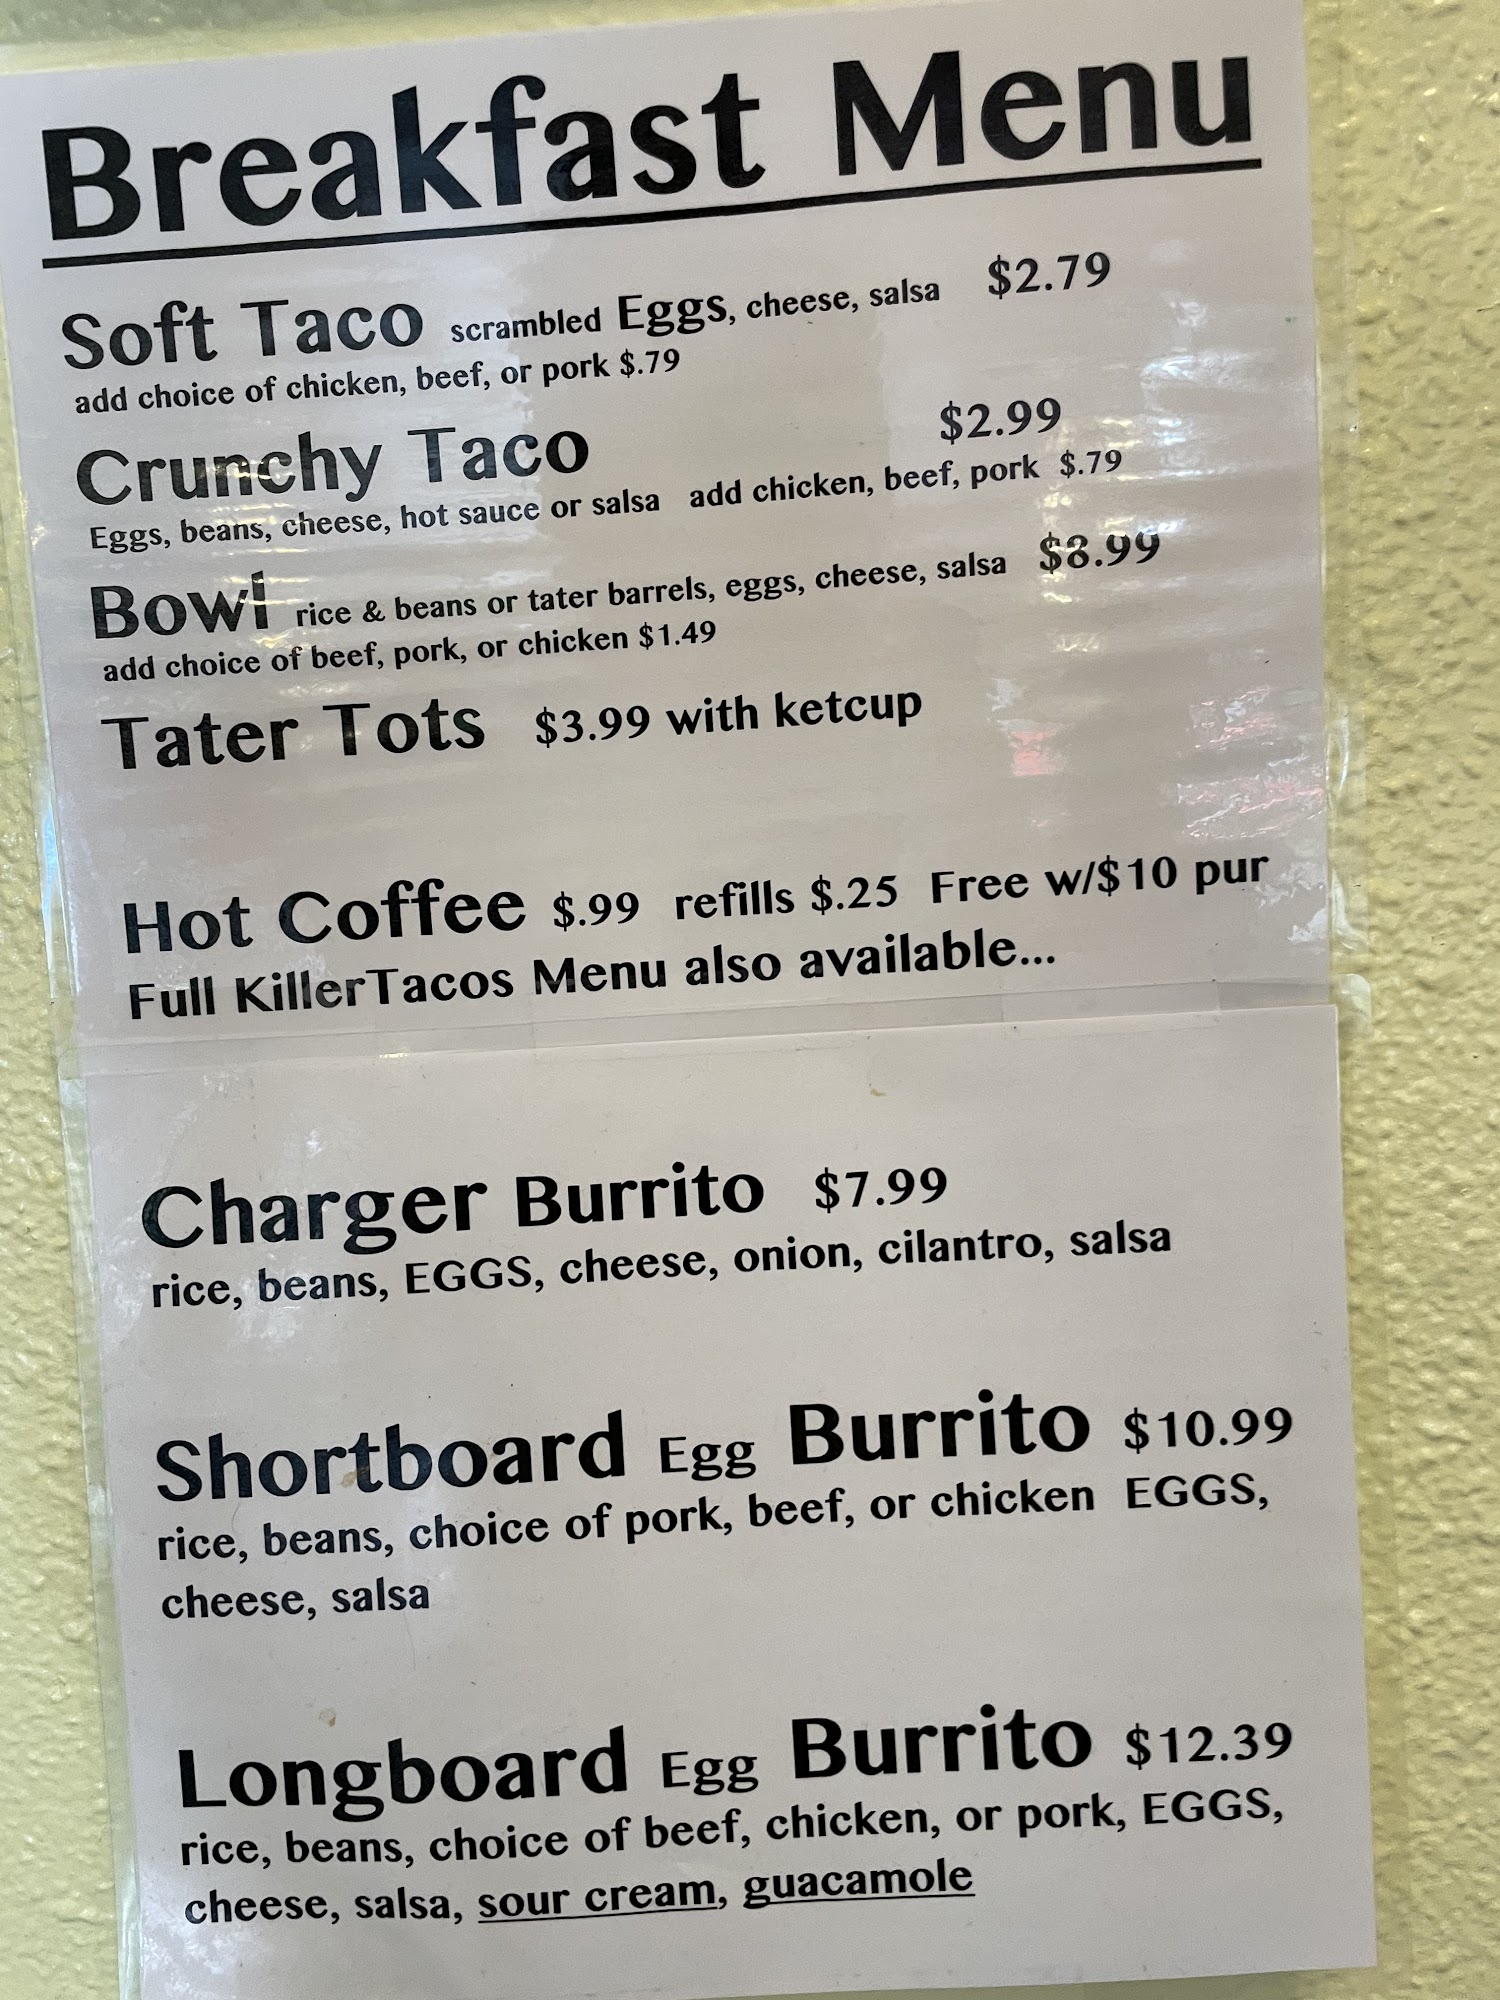 Breakfast Menu
Soft Taco scrambled Eggs, cheese, salsa $2.79
add choice of chicken, beef, or pork $.79
Crunchy Taco $2.99
Eggs, beans, cheese, hot sauce or salsa add chicken, beef, pork $.79
Bowl rice & beans or tater barrels, eggs, cheese, salsa $8.99
add choice of beef, pork, or chicken $1.49
Tater Tots $3.99 with ketcup
Hot Coffee $.99 refills $.25 Free w/$10 pur
Full KillerTacos Menu also available...
Charger Burrito $7.99
rice, beans, EGGS, cheese, onion, cilantro, salsa
Shortboard Egg Burrito $10.99
rice, beans, choice of pork, beef, or chicken EGGS,
cheese, salsa
Longboard Egg Burrito $12.39
rice, beans, choice of beef, chicken, or pork, EGGS,
cheese, salsa, sour cream, guacamole